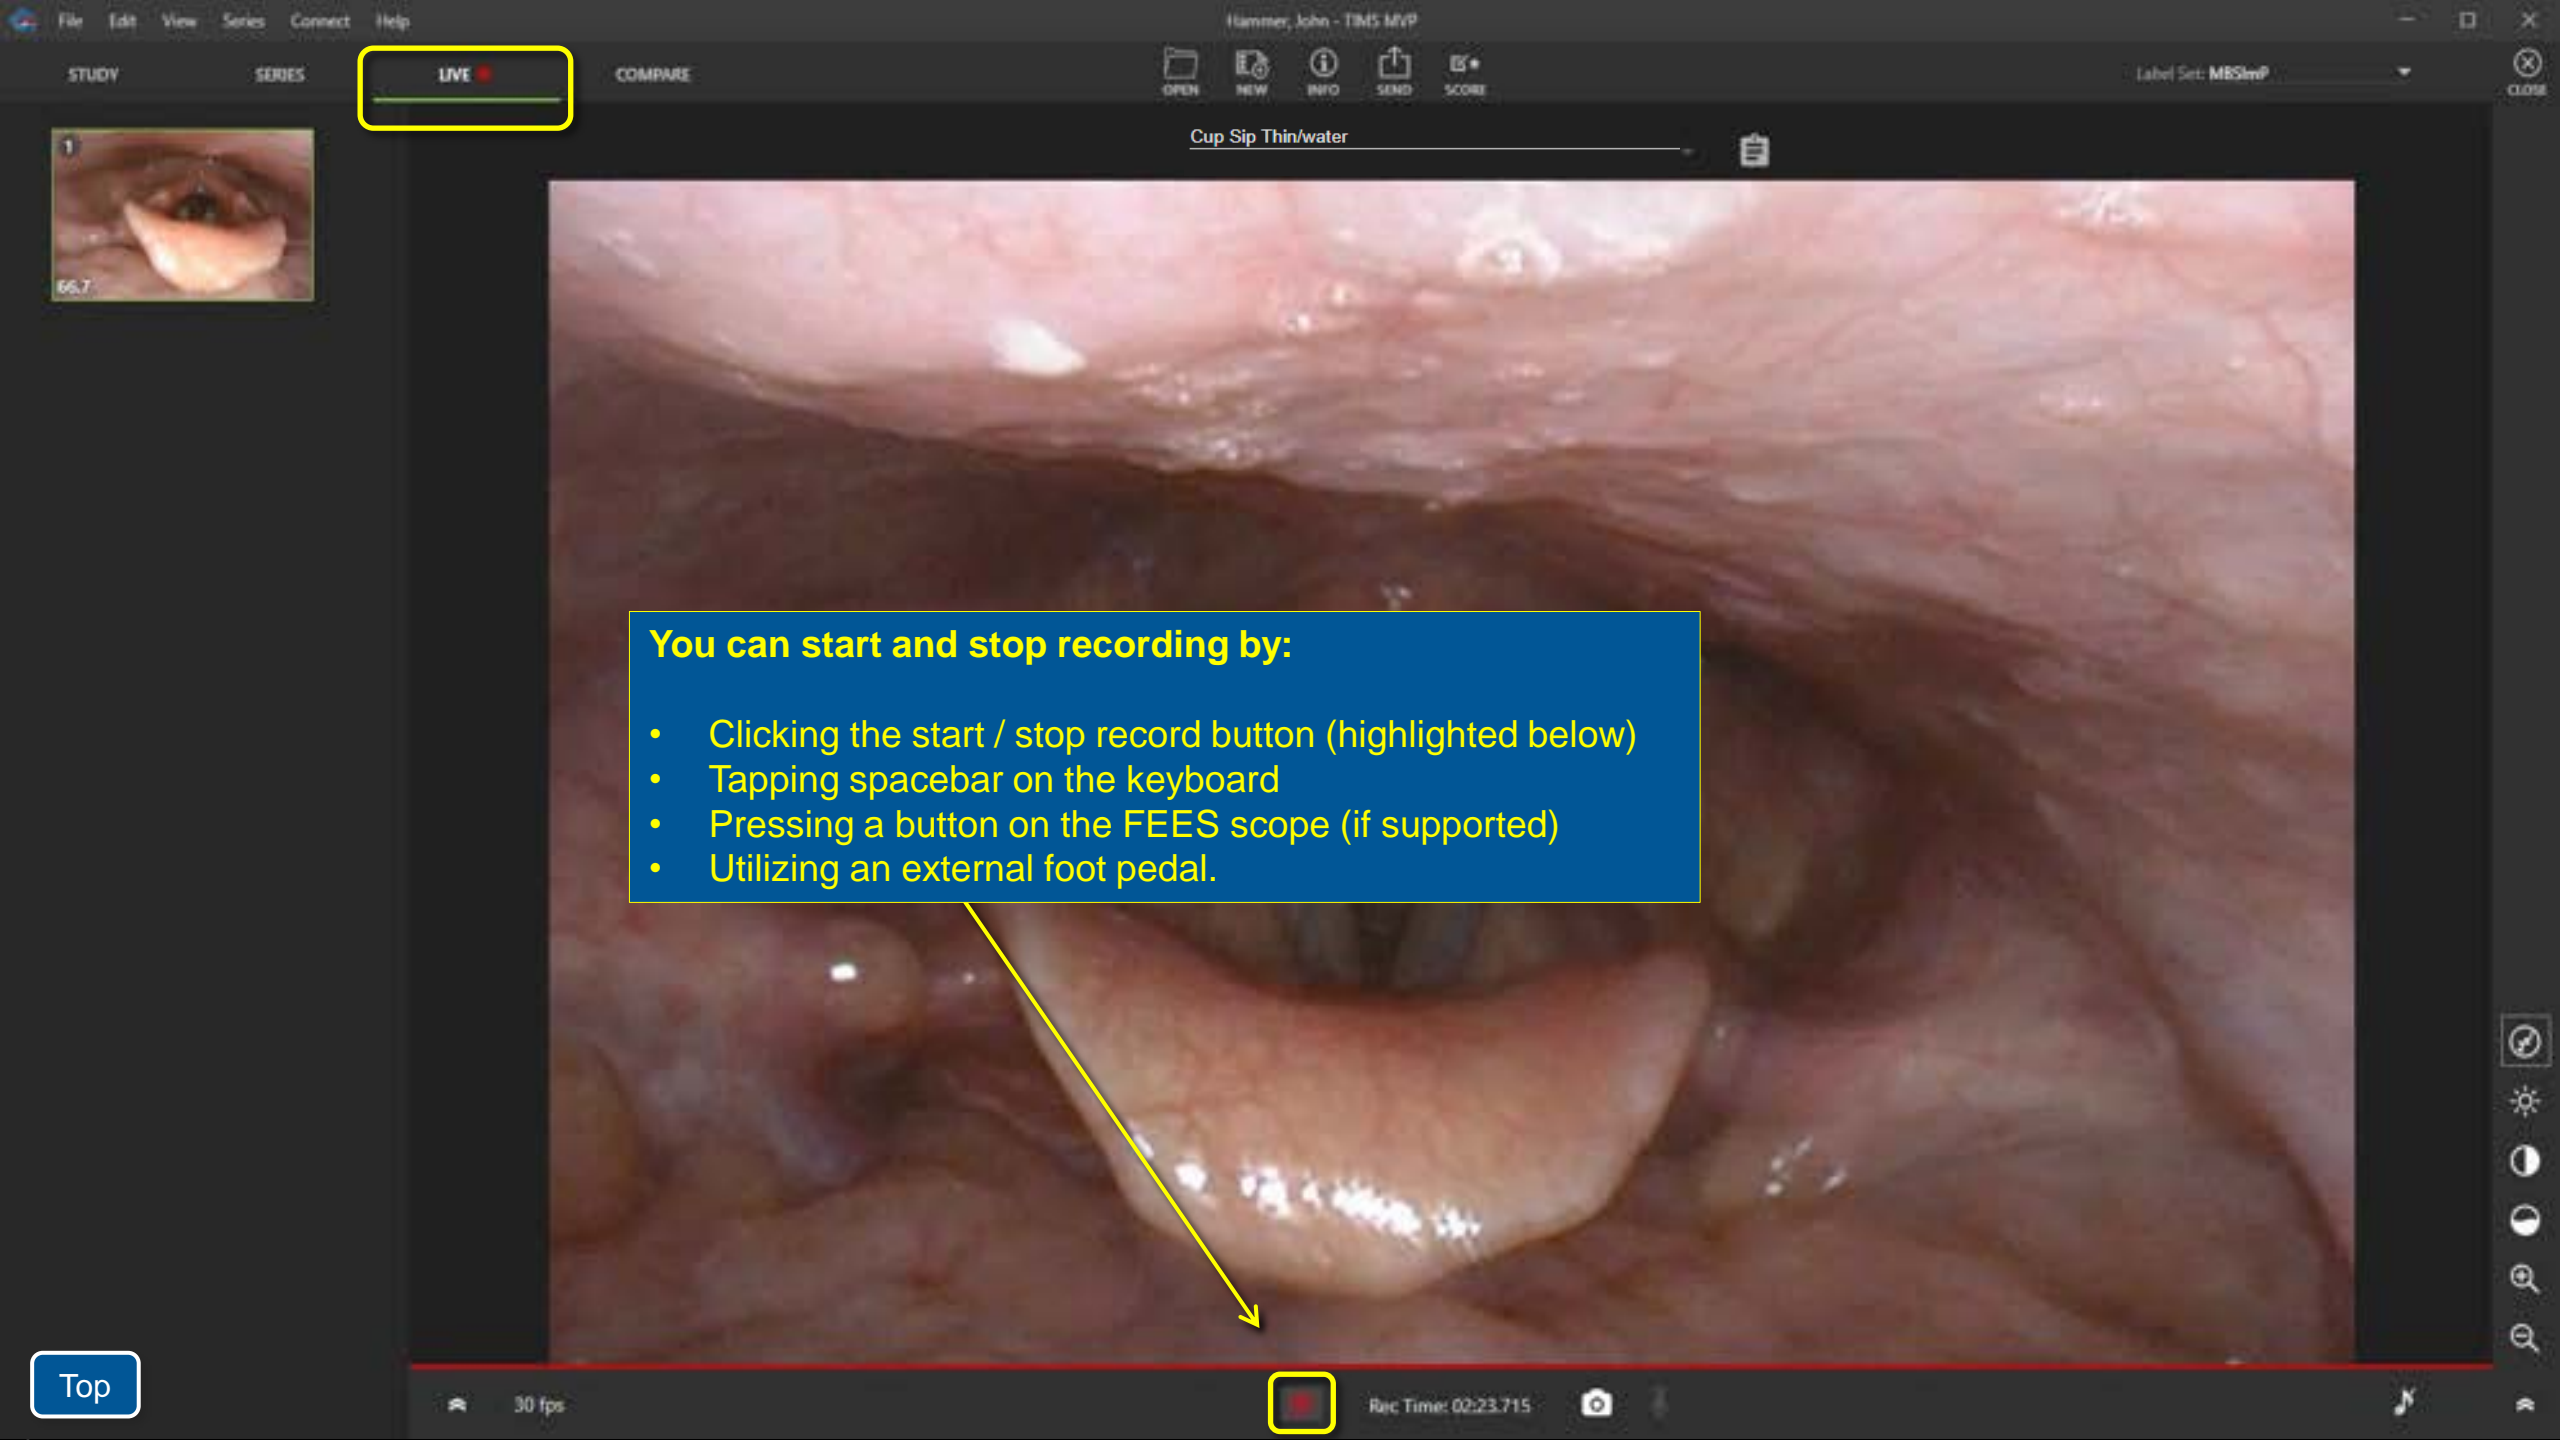 File Edit View Series Connect Help
Hammer, John - TIMS MVP
STUDY SERIES LIVE COMPARE
OPEN NEW INFO SEND SCORE
Label Set: MBSImP
CLOSE
Cup Sip Thin/water
1
66.7
You can start and stop recording by:
• Clicking the start / stop record button (highlighted below)
• Tapping spacebar on the keyboard
• Pressing a button on the FEES scope (if supported)
• Utilizing an external foot pedal.
Top
30 fps
Rec Time: 02:23.715